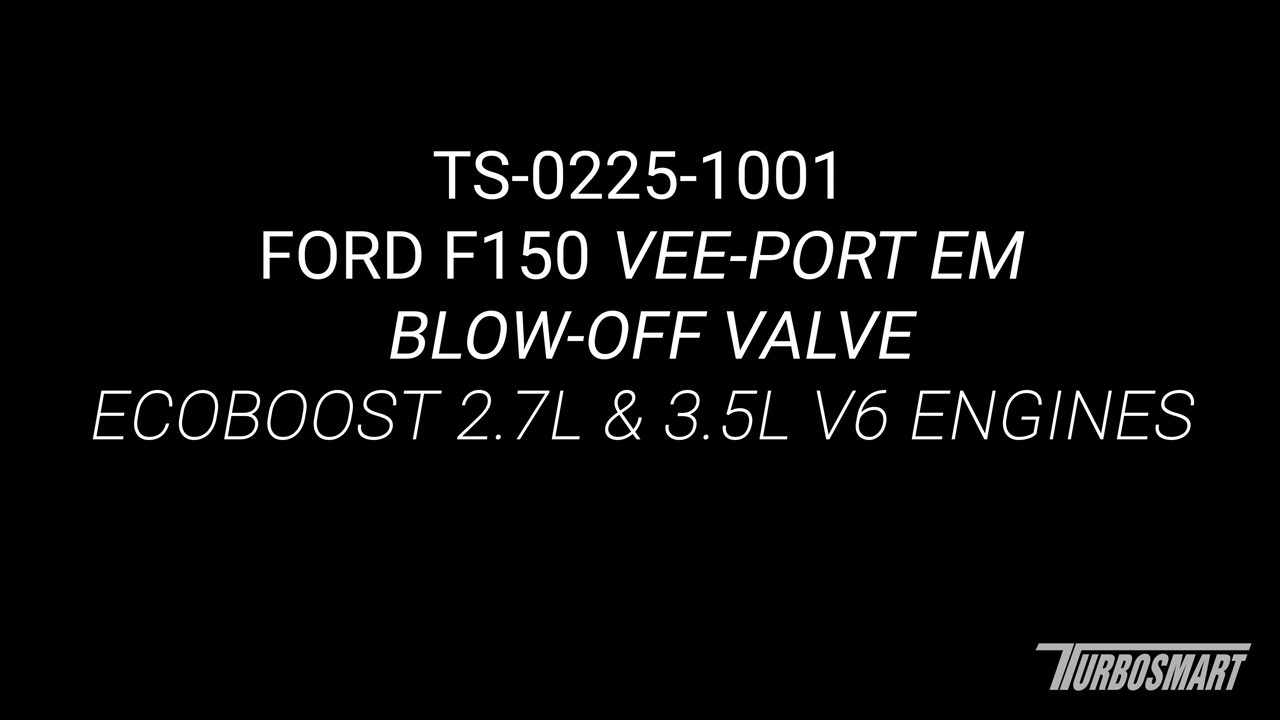 TS-0225-1001
FORD F150 VEE-PORT EM
BLOW-OFF VALVE
ECOBOOST 2.7L & 3.5L V6 ENGINES
TURBOSMART